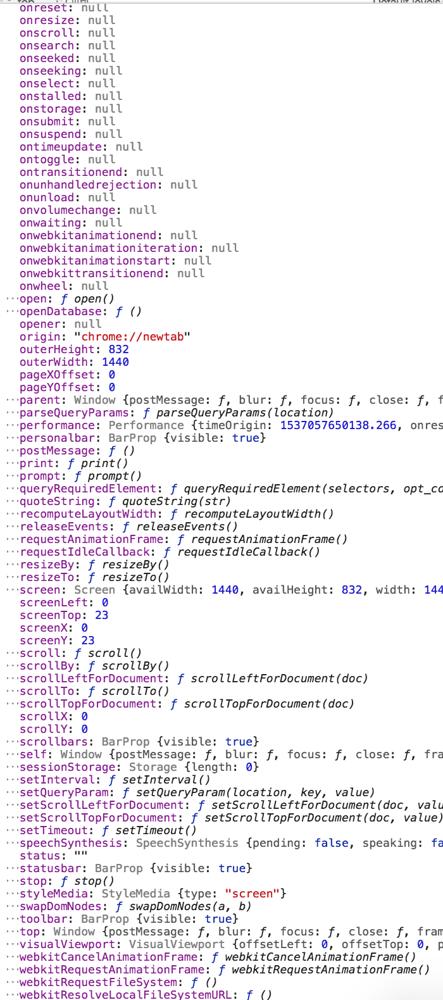 onreset: null
onresize: null
onscroll: null
onsearch: null
onseeked: null
onseeking: null
onselect: null
onstalled: null
onstorage: null
onsubmit: null
onsuspend: null
ontimeupdate: null
ontoggle: null
ontransitionend: null
onunhandledrejection: null
onunload: null
onvolumechange: null
onwaiting: null
onwebkitanimationend: null
onwebkitanimationiteration: null
onwebkitanimationstart: null
onwebkittransitionend: null
onwheel: null
open: ƒ open()
openDatabase: ƒ ()
opener: null
origin: "chrome://newtab"
outerHeight: 832
outerWidth: 1440
pageXOffset: 0
pageYOffset: 0
parent: Window {postMessage: ƒ, blur: ƒ, focus: ƒ, close: ƒ, f
parseQueryParams: ƒ parseQueryParams(location)
performance: Performance {timeOrigin: 1537057650138.266, onres
personalbar: BarProp {visible: true}
postMessage: ƒ ()
print: ƒ print()
prompt: ƒ prompt()
queryRequiredElement: ƒ queryRequiredElement(selectors, opt_co
quoteString: ƒ quoteString(str)
recomputeLayoutWidth: ƒ recomputeLayoutWidth()
releaseEvents: ƒ releaseEvents()
requestAnimationFrame: ƒ requestAnimationFrame()
requestIdleCallback: ƒ requestIdleCallback()
resizeBy: ƒ resizeBy()
resizeTo: ƒ resizeTo()
screen: Screen {availWidth: 1440, availHeight: 832, width: 144
screenLeft: 0
screenTop: 23
screenX: 0
screenY: 23
scroll: ƒ scroll()
scrollBy: ƒ scrollBy()
scrollLeftForDocument: ƒ scrollLeftForDocument(doc)
scrollTo: ƒ scrollTo()
scrollTopForDocument: ƒ scrollTopForDocument(doc)
scrollX: 0
scrollY: 0
scrollbars: BarProp {visible: true}
self: Window {postMessage: ƒ, blur: ƒ, focus: ƒ, close: ƒ, fra
sessionStorage: Storage {length: 0}
setInterval: ƒ setInterval()
setQueryParam: ƒ setQueryParam(location, key, value)
setScrollLeftForDocument: ƒ setScrollLeftForDocument(doc, valu
setScrollTopForDocument: ƒ setScrollTopForDocument(doc, value)
setTimeout: ƒ setTimeout()
speechSynthesis: SpeechSynthesis {pending: false, speaking: fa
status: ""
statusbar: BarProp {visible: true}
stop: ƒ stop()
styleMedia: StyleMedia {type: "screen"}
swapDomNodes: ƒ swapDomNodes(a, b)
toolbar: BarProp {visible: true}
top: Window {postMessage: ƒ, blur: ƒ, focus: ƒ, close: ƒ, fram
visualViewport: VisualViewport {offsetLeft: 0, offsetTop: 0, p
webkitCancelAnimationFrame: ƒ webkitCancelAnimationFrame()
webkitRequestAnimationFrame: ƒ webkitRequestAnimationFrame()
webkitRequestFileSystem: ƒ ()
webkitResolveLocalFileSystemURL: ƒ ()